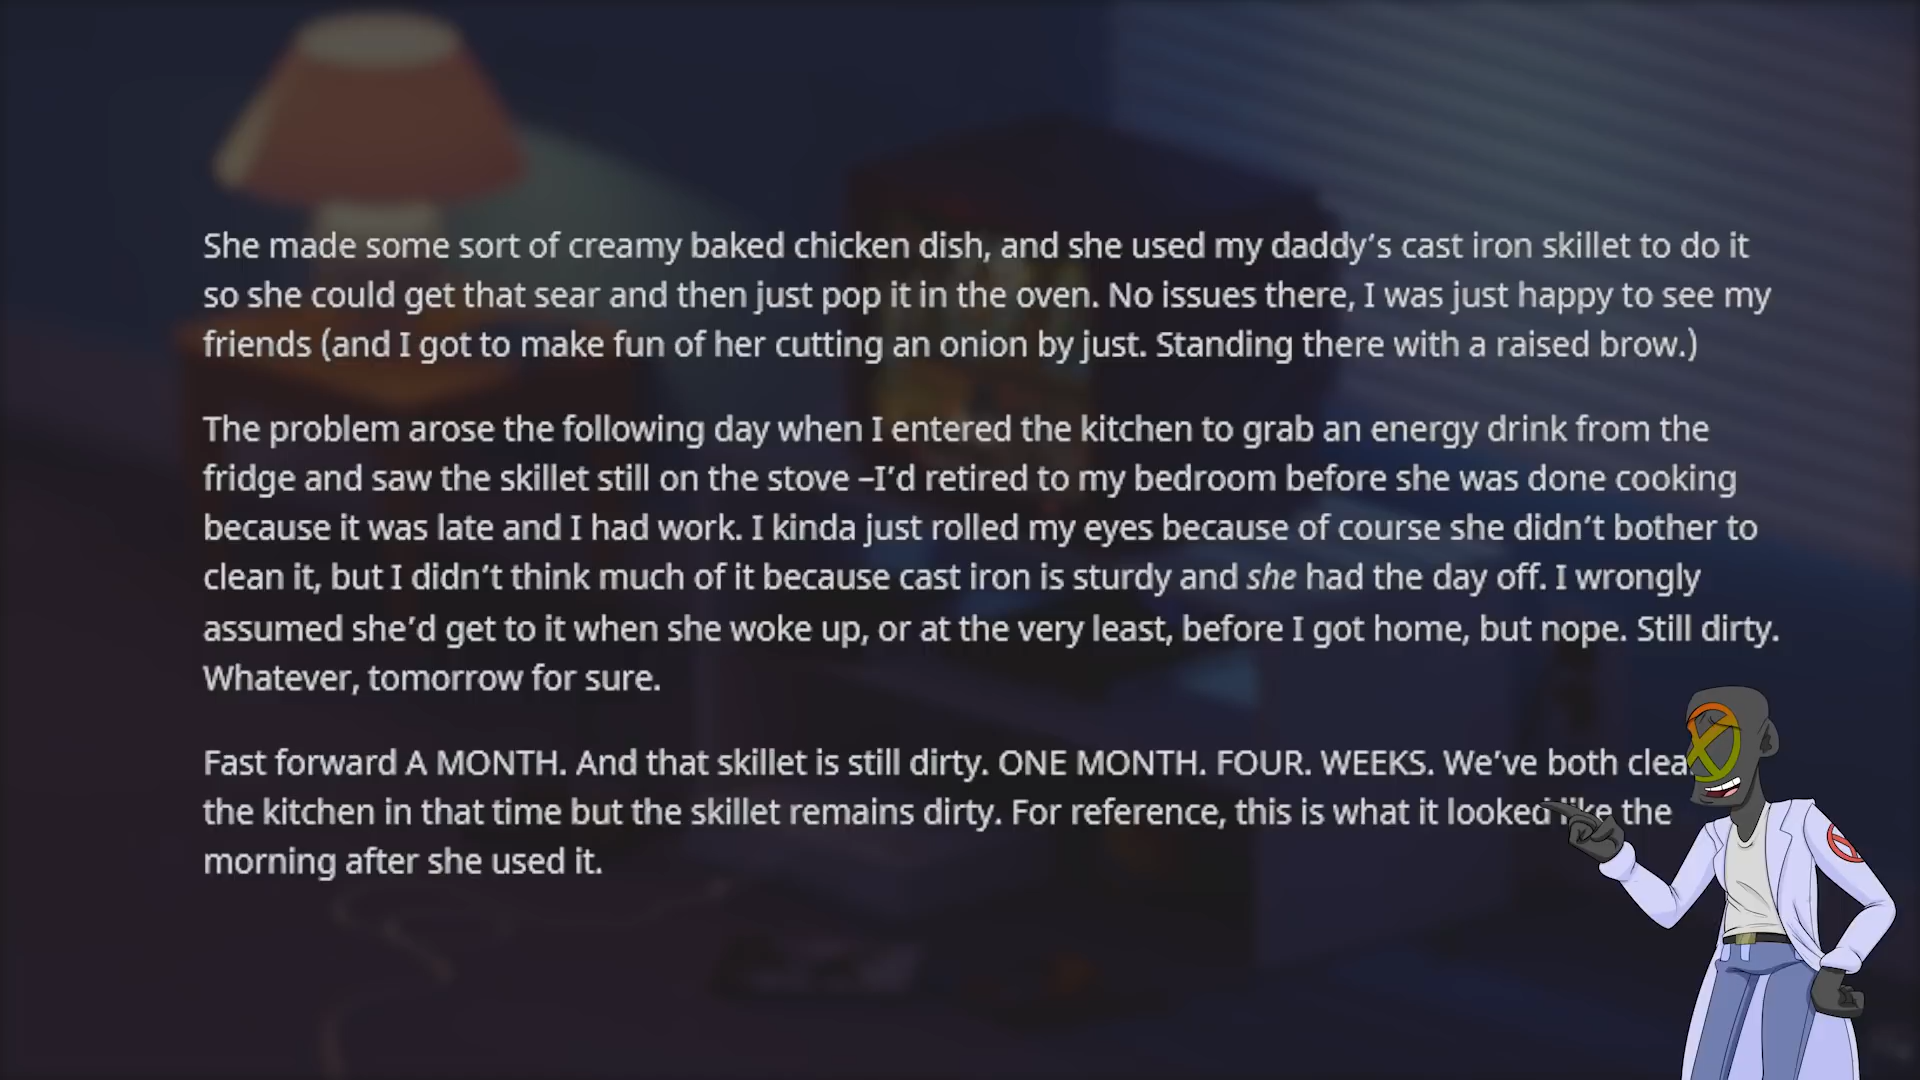 She made some sort of creamy baked chicken dish, and she used my daddy’s cast iron skillet to do it
so she could get that sear and then just pop it in the oven. No issues there, I was just happy to see my
friends (and I got to make fun of her cutting an onion by just. Standing there with a raised brow.)
The problem arose the following day when I entered the kitchen to grab an energy drink from the
fridge and saw the skillet still on the stove –I’d retired to my bedroom before she was done cooking
because it was late and I had work. I kinda just rolled my eyes because of course she didn’t bother to
clean it, but I didn’t think much of it because cast iron is sturdy and she had the day off. I wrongly
assumed she’d get to it when she woke up, or at the very least, before I got home, but nope. Still dirty.
Whatever, tomorrow for sure.
Fast forward A MONTH. And that skillet is still dirty. ONE MONTH. FOUR. WEEKS. We’ve both
the kitchen in that time but the skillet remains dirty. For reference, this is what it looked like the
morning after she used it.